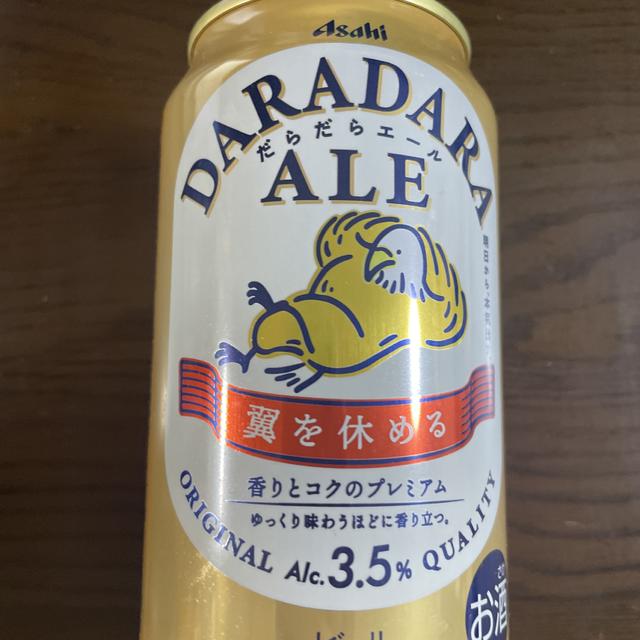 Asahi
DARADARA
だらだらエール
ALE
翼を休める
香りとコクのプレミアム
ゆっくり味わうほどに香り立つ。
ORIGINAL QUALITY
Alc. 3.5%
お酒